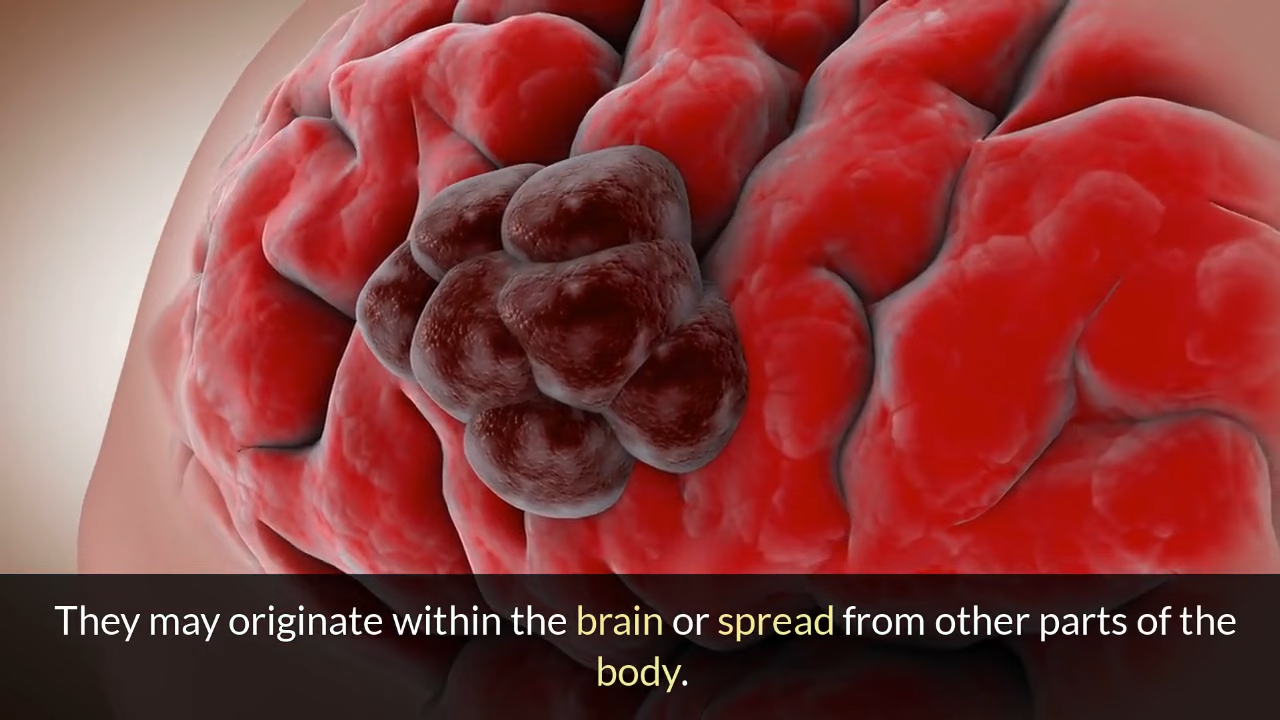 They may originate within the brain or spread from other parts of the
body.